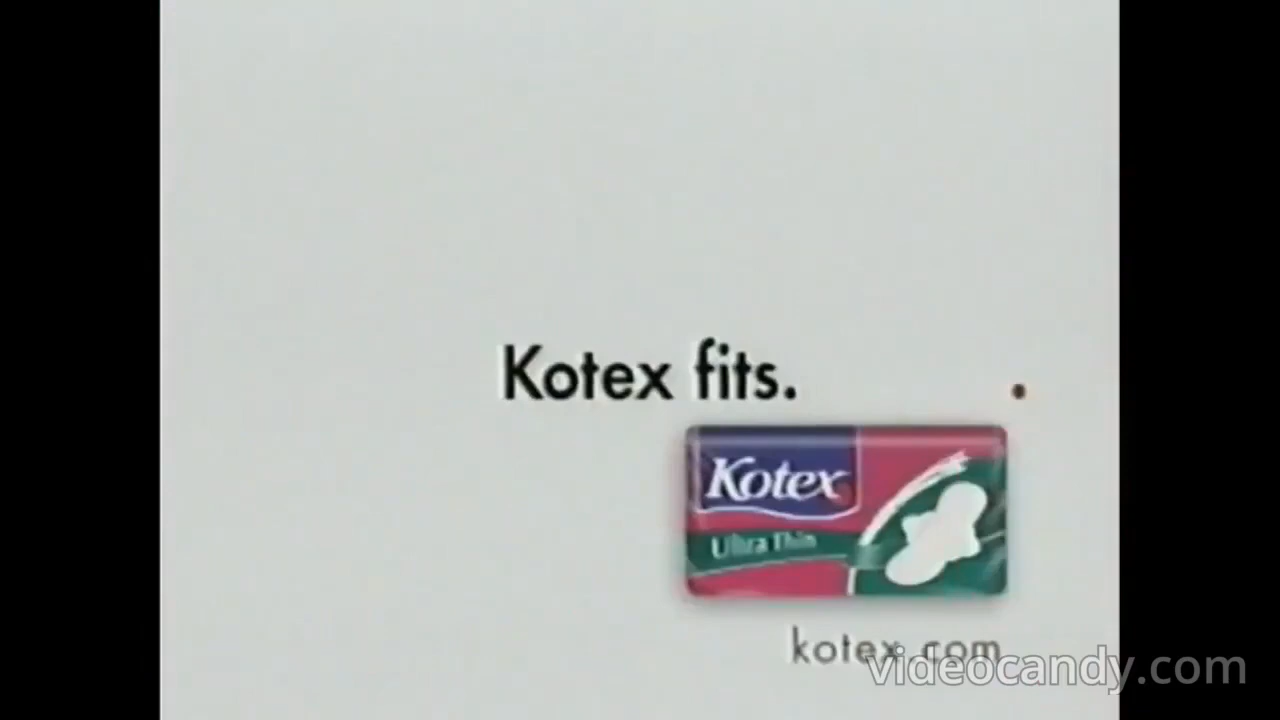 Kotex fits.
Kotex
Ultra Thin
kotex.com
videocandy.com